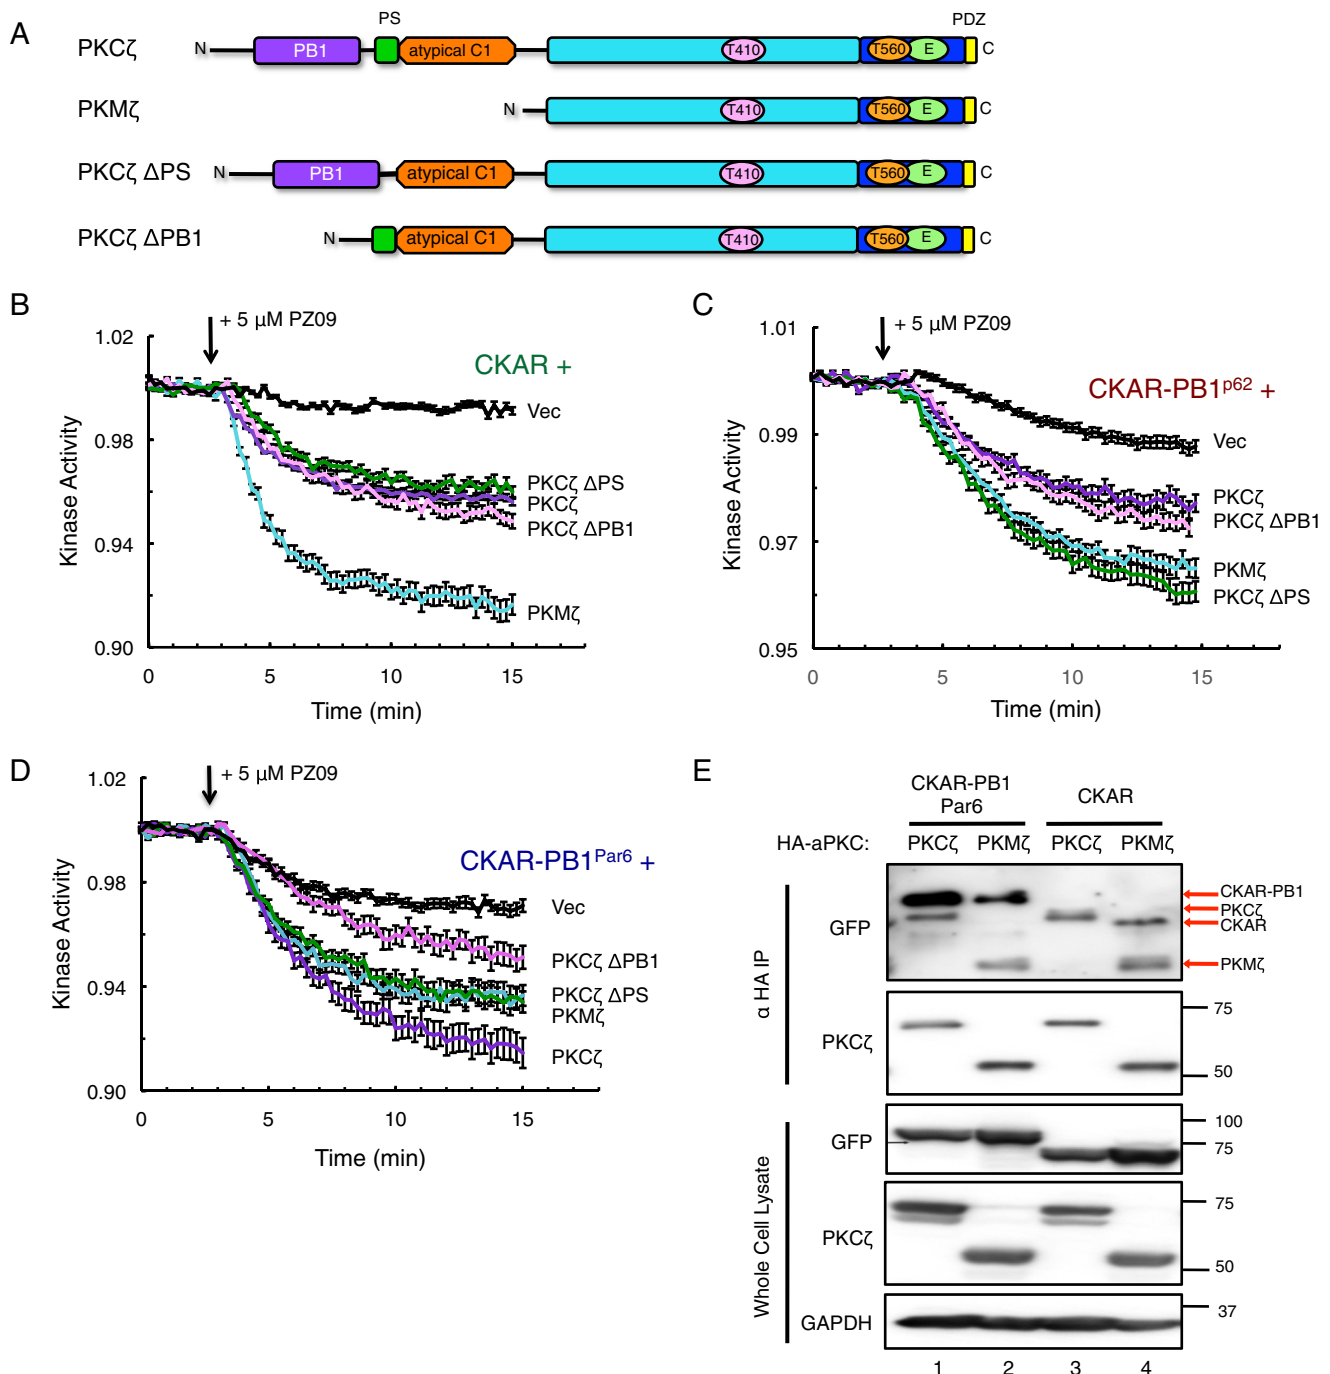 A
PS
PDZ
PKCζ
N
PB1
atypical C1
T410
T560
E
C
PKMζ
N
T410
T560
E
C
PKCζ ΔPS
N
PB1
atypical C1
T410
T560
E
C
PKCζ ΔPB1
N
atypical C1
T410
T560
E
C
B
+ 5 μM PZ09
CKAR +
Kinase Activity
1.02
0.98
0.94
0.90
Vec
PKCζ ΔPS
PKCζ
PKCζ ΔPB1
PKMζ
0 5 10 15
Time (min)
C
+ 5 μM PZ09
CKAR-PB1p62 +
Kinase Activity
1.01
0.99
0.97
0.95
Vec
PKCζ
PKCζ ΔPB1
PKMζ
PKCζ ΔPS
0 5 10 15
Time (min)
D
+ 5 μM PZ09
CKAR-PB1Par6 +
Kinase Activity
1.02
0.98
0.94
0.90
Vec
PKCζ ΔPB1
PKCζ ΔPS
PKMζ
PKCζ
0 5 10 15
Time (min)
E
CKAR-PB1
Par6
CKAR
HA-aPKC: PKCζ PKMζ PKCζ PKMζ
α HA IP
GFP
CKAR-PB1
PKCζ
CKAR
PKMζ
PKCζ
75
50
Whole Cell Lysate
GFP
100
75
PKCζ
75
50
GAPDH
37
1 2 3 4